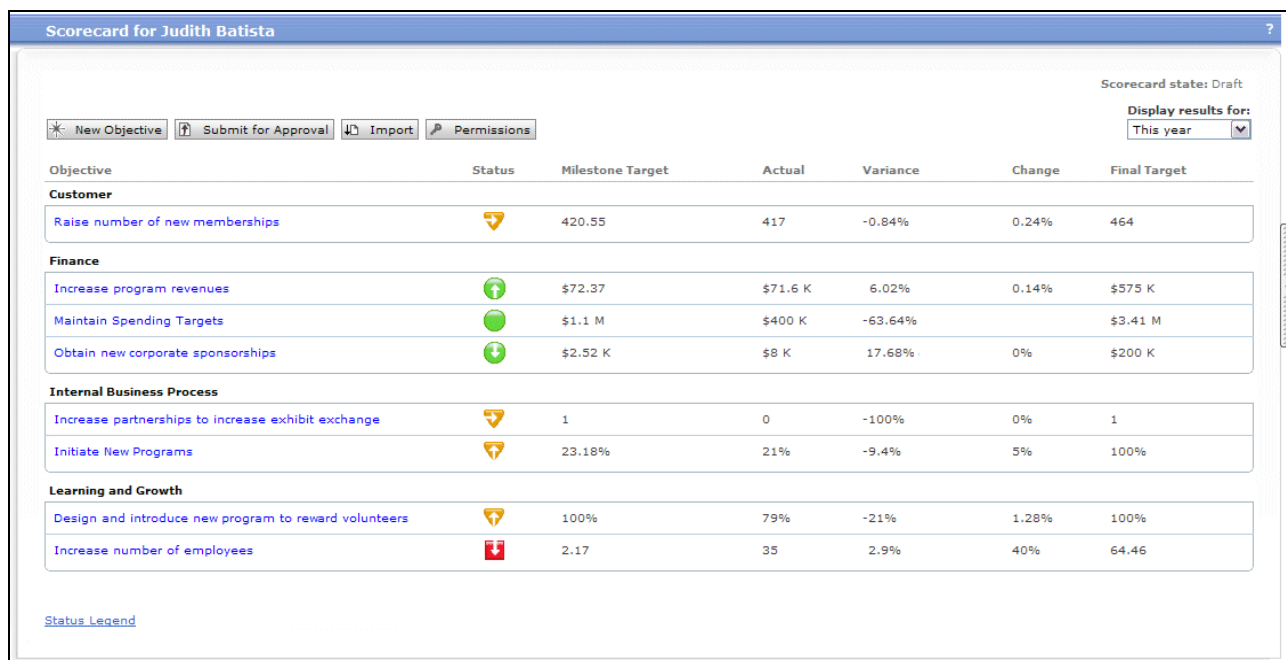 Scorecard for Judith Batista ?
Scorecard state: Draft
Display results for:
New Objective Submit for Approval Import Permissions This year
Objective Status Milestone Target Actual Variance Change Final Target
Customer
Raise number of new memberships 420.55 417 -0.84% 0.24% 464
Finance
Increase program revenues $72.37 $71.6 K 6.02% 0.14% $575 K
Maintain Spending Targets $1.1 M $400 K -63.64% $3.41 M
Obtain new corporate sponsorships $2.52 K $8 K 17.68% 0% $200 K
Internal Business Process
Increase partnerships to increase exhibit exchange 1 0 -100% 0% 1
Initiate New Programs 23.18% 21% -9.4% 5% 100%
Learning and Growth
Design and introduce new program to reward volunteers 100% 79% -21% 1.28% 100%
Increase number of employees 2.17 35 2.9% 40% 64.46
Status Legend